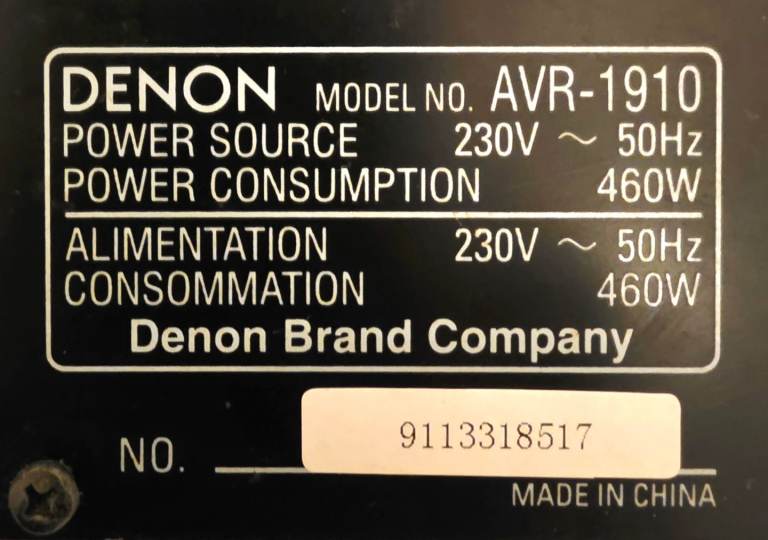 DENON MODEL NO. AVR-1910
POWER SOURCE 230V ~ 50Hz
POWER CONSUMPTION 460W
ALIMENTATION 230V ~ 50Hz
CONSOMMATION 460W
Denon Brand Company
NO. 9113318517
MADE IN CHINA